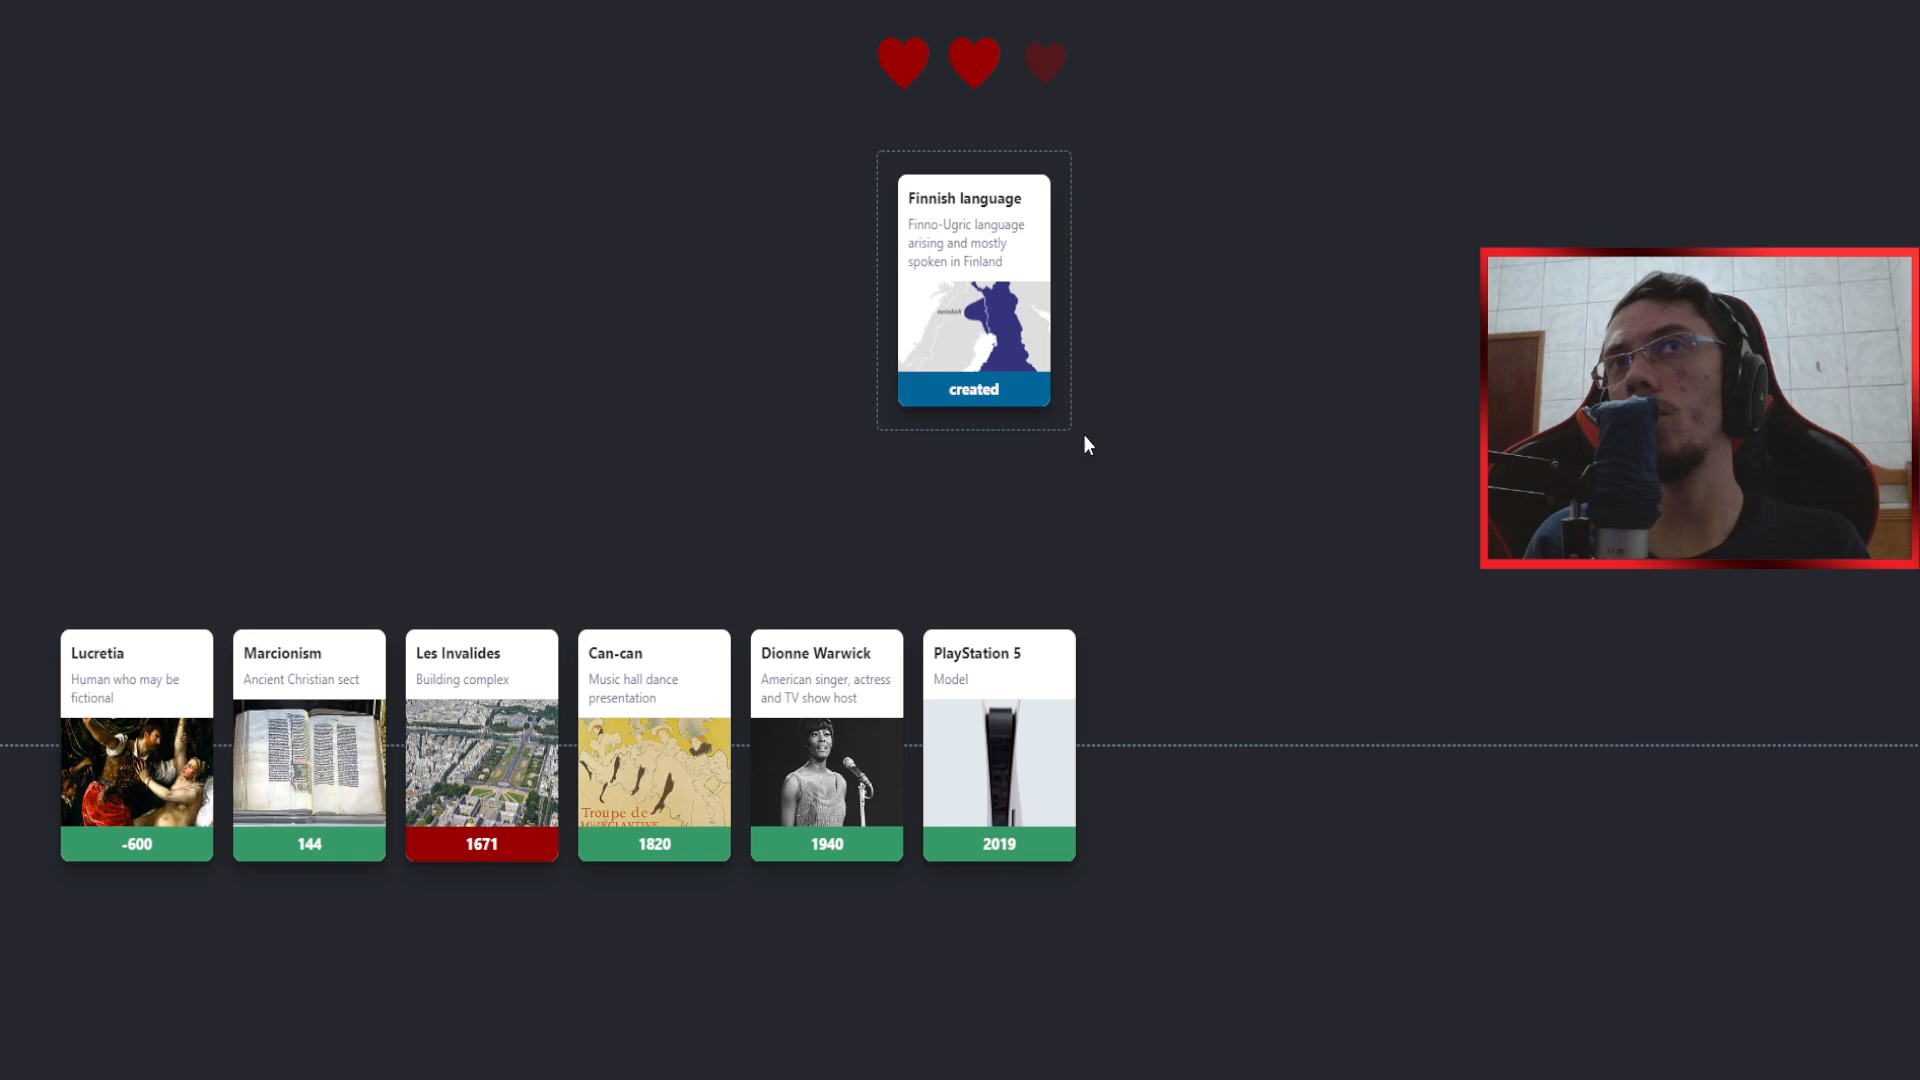 Finnish language
Finno-Ugric language
arising and mostly
spoken in Finland
meänkieli
created
Lucretia
Human who may be
fictional
-600
Marcionism
Ancient Christian sect
144
Les Invalides
Building complex
1671
Can-can
Music hall dance
presentation
Troupe de
1820
Dionne Warwick
American singer, actress
and TV show host
1940
PlayStation 5
Model
2019